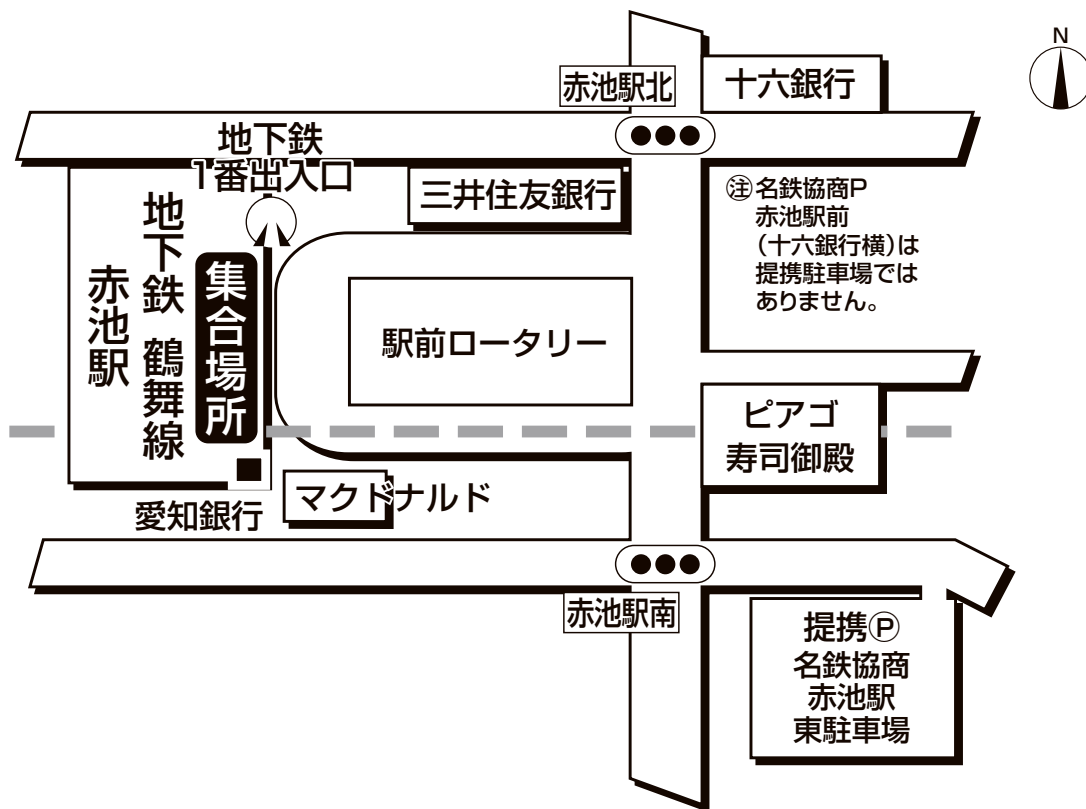 N
赤池駅北
十六銀行
地下鉄
1番出入口
三井住友銀行
㊟名鉄協商P
赤池駅前
(十六銀行横)は
提携駐車場では
ありません。
地下鉄 鶴舞線
赤池駅
集合場所
駅前ロータリー
ピアゴ
寿司御殿
マクドナルド
愛知銀行
赤池駅南
提携Ⓟ
名鉄協商
赤池駅
東駐車場